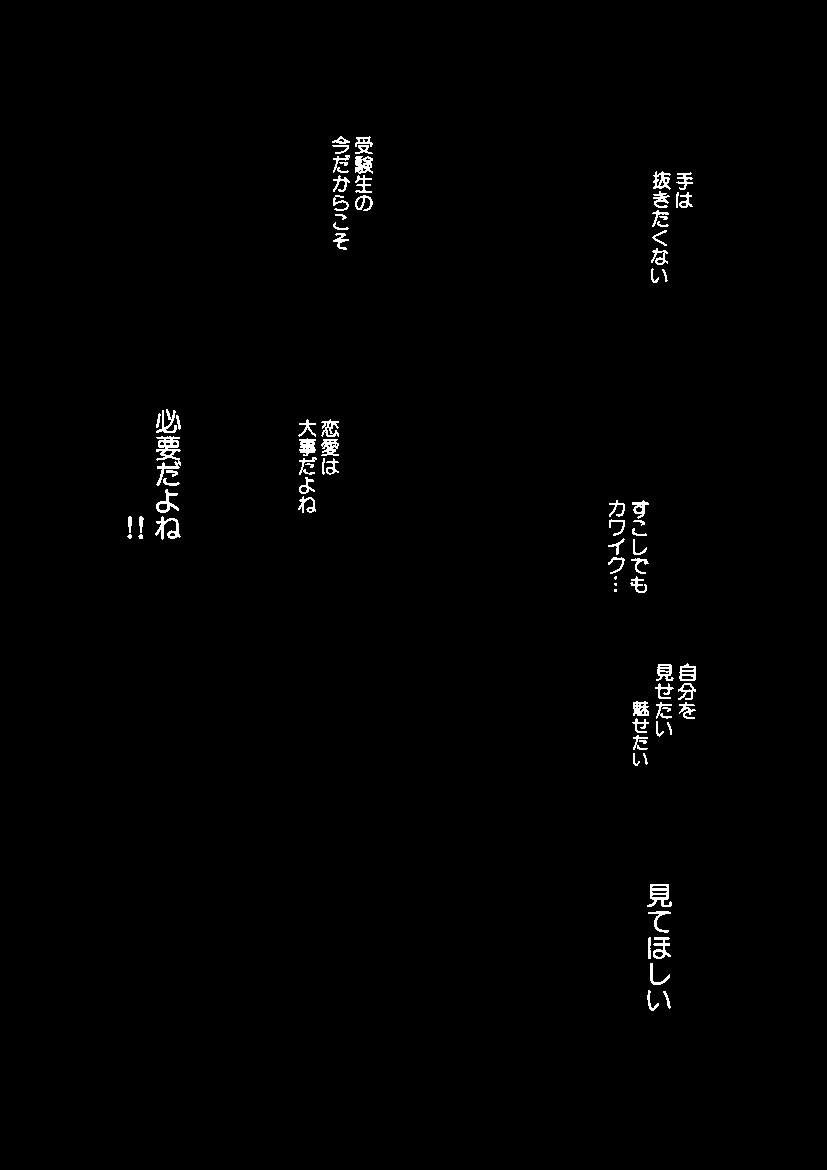 手は
抜きたくない
すこしでも
カワイク…
自分を
見せたい
魅せたい
見てほしい
受験生の
今だからこそ
恋愛は
大事だよね
必要だよね
!!